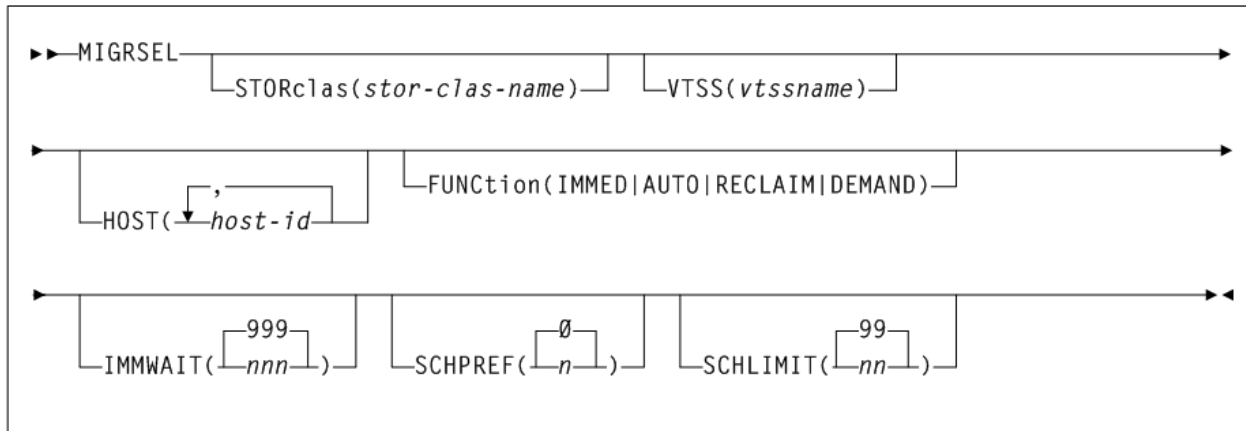 MIGRSEL
STORclas(stor-clas-name) VTSS(vtssname)
FUNCtion(IMMED|AUTO|RECLAIM|DEMAND)
,
HOST( host-id
999 Ø 99
IMMWAIT( nnn ) SCHPREF( n ) SCHLIMIT( nn )